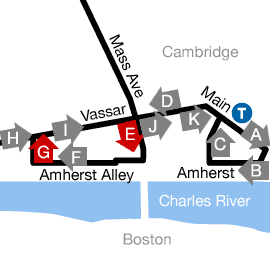 Mass Ave
Cambridge
Main
Vassar
D
T
K
H
I
E
J
A
G
F
C
B
Amherst Alley
Amherst
Charles River
Boston